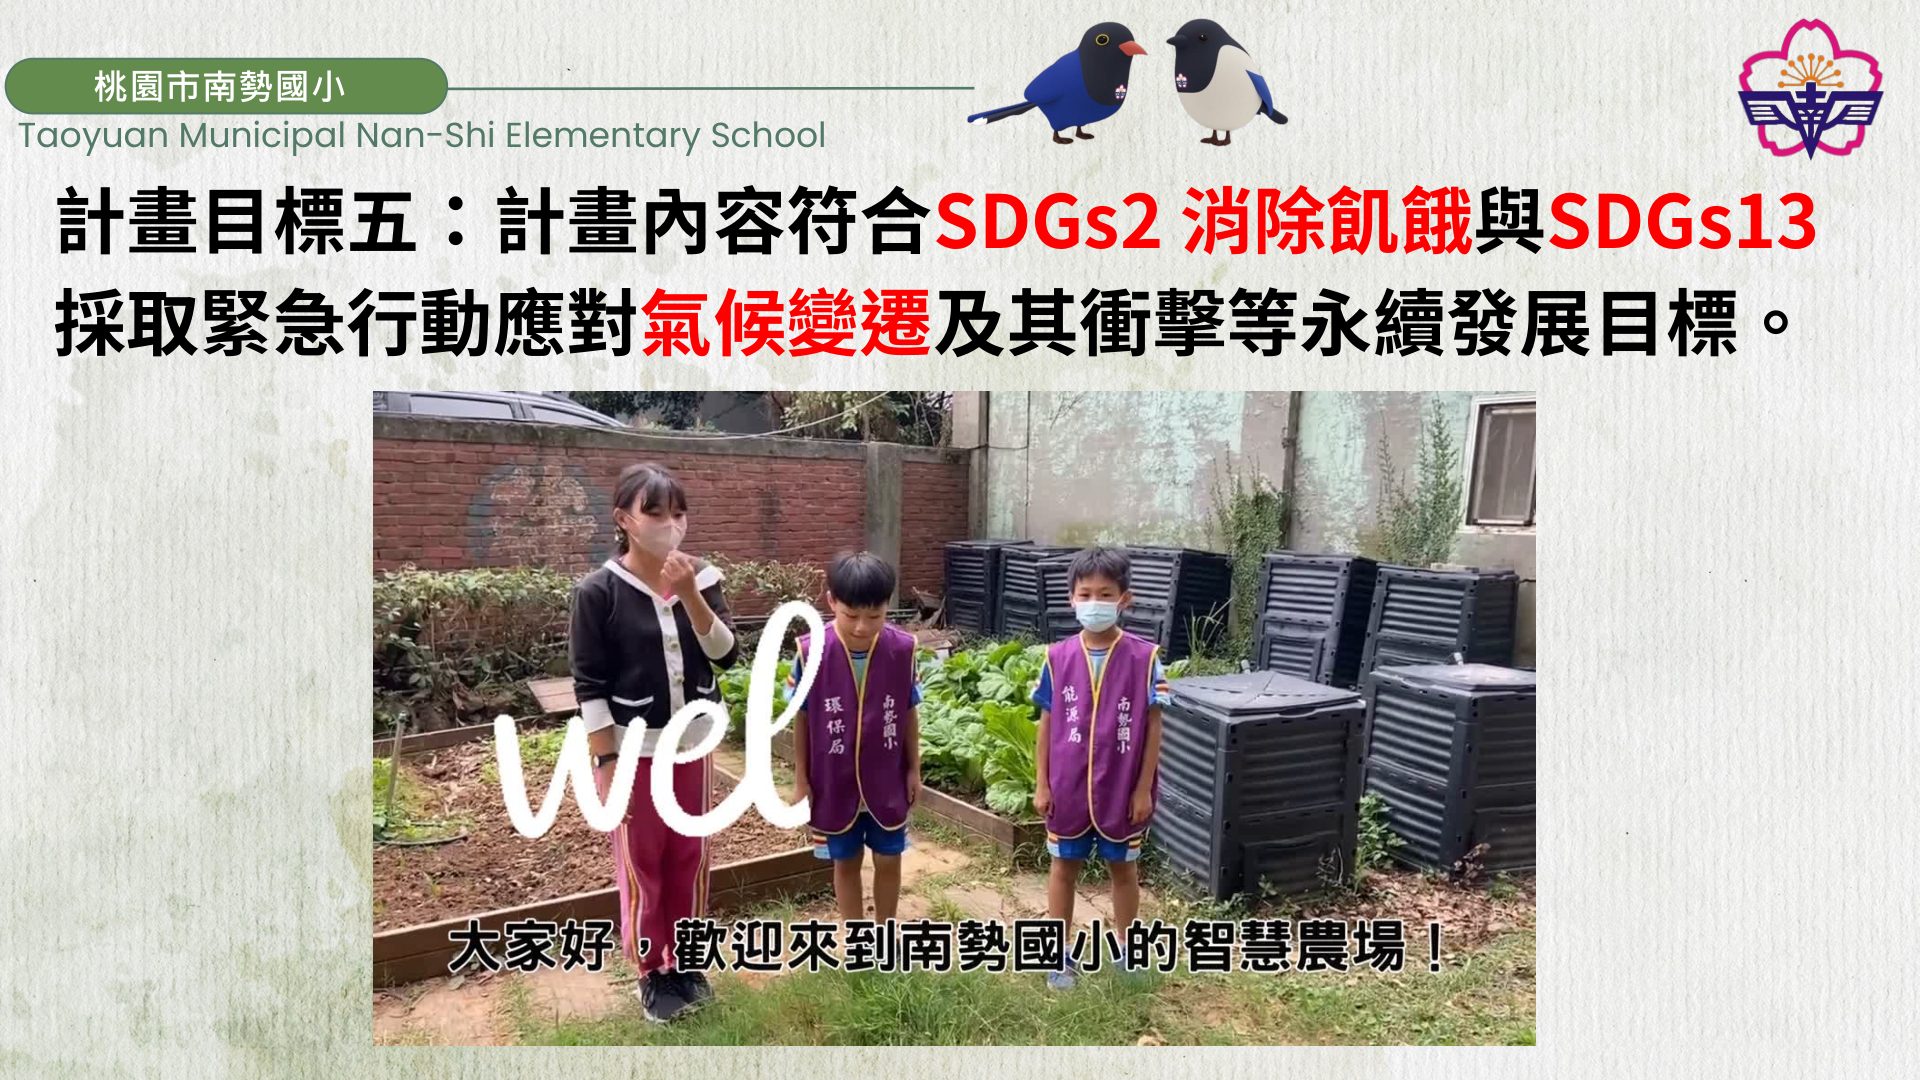 桃園市南勢國小
Taoyuan Municipal Nan-Shi Elementary School
計畫目標五：計畫內容符合SDGs2 消除飢餓與SDGs13
採取緊急行動應對氣候變遷及其衝擊等永續發展目標。
wel
環保局
南勢國小
能源局
南勢國小
大家好，歡迎來到南勢國小的智慧農場！